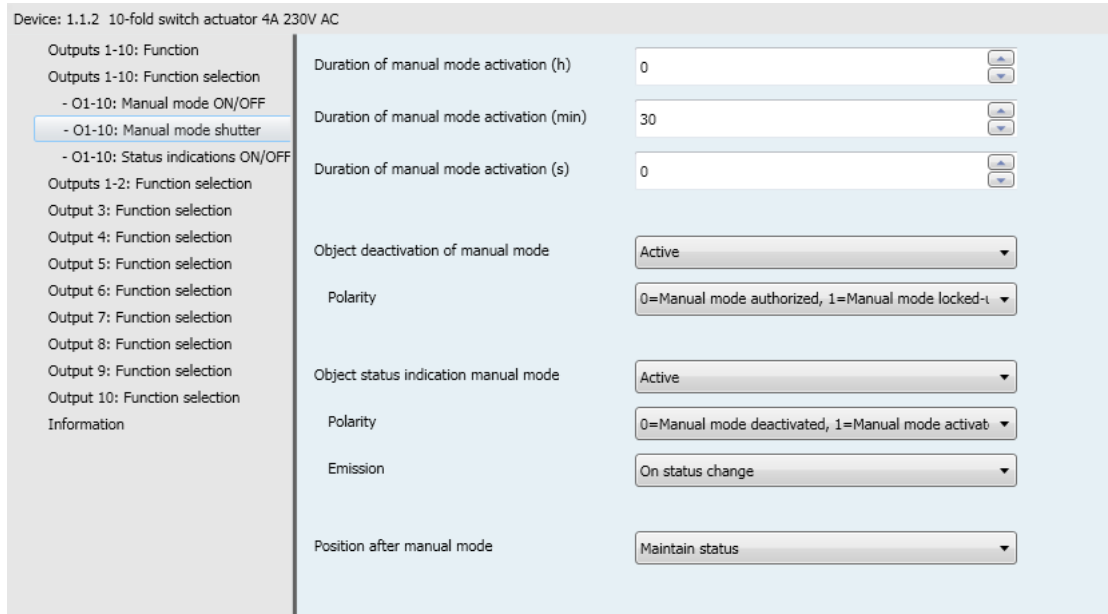 Device: 1.1.2 10-fold switch actuator 4A 230V AC
Outputs 1-10: Function
Outputs 1-10: Function selection
- O1-10: Manual mode ON/OFF
- O1-10: Manual mode shutter
- O1-10: Status indications ON/OFF
Outputs 1-2: Function selection
Output 3: Function selection
Output 4: Function selection
Output 5: Function selection
Output 6: Function selection
Output 7: Function selection
Output 8: Function selection
Output 9: Function selection
Output 10: Function selection
Information
Duration of manual mode activation (h) 0
Duration of manual mode activation (min) 30
Duration of manual mode activation (s) 0
Object deactivation of manual mode Active
Polarity 0=Manual mode authorized, 1=Manual mode locked-
Object status indication manual mode Active
Polarity 0=Manual mode deactivated, 1=Manual mode activat
Emission On status change
Position after manual mode Maintain status